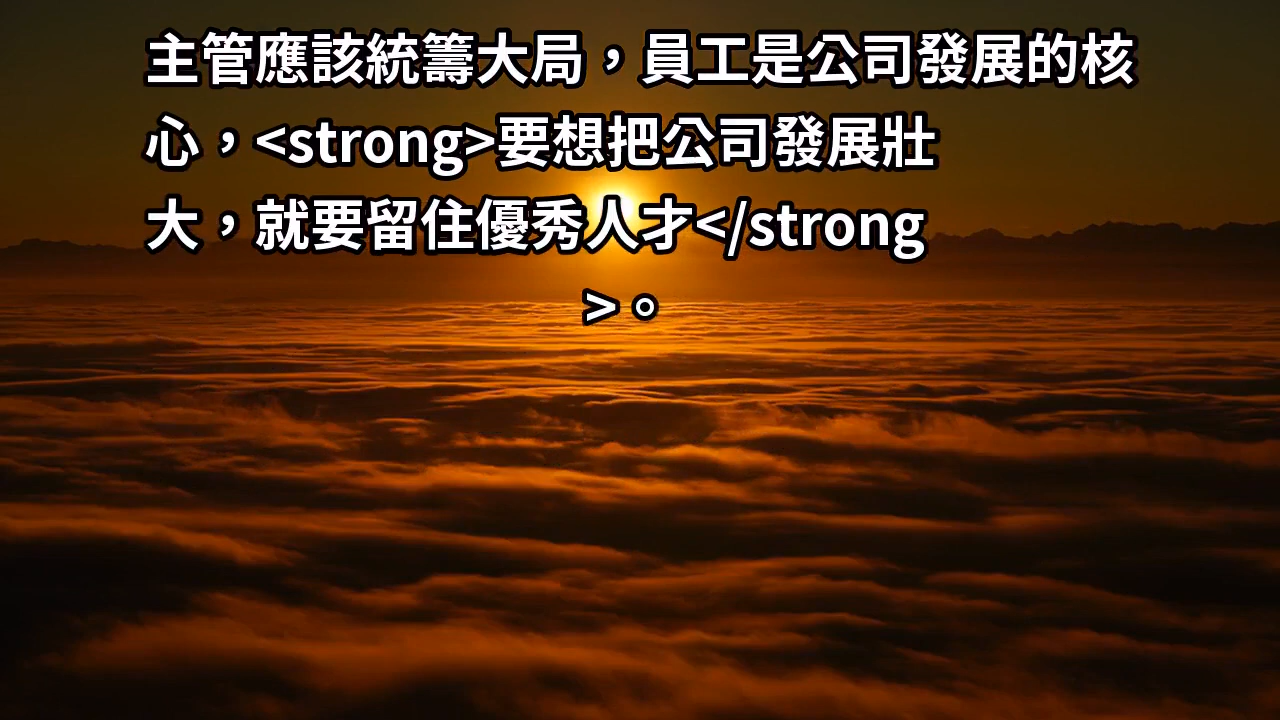 主管應該統籌大局，員工是公司發展的核
心，<strong>要想把公司發展壯
大，就要留住優秀人才</strong
>。